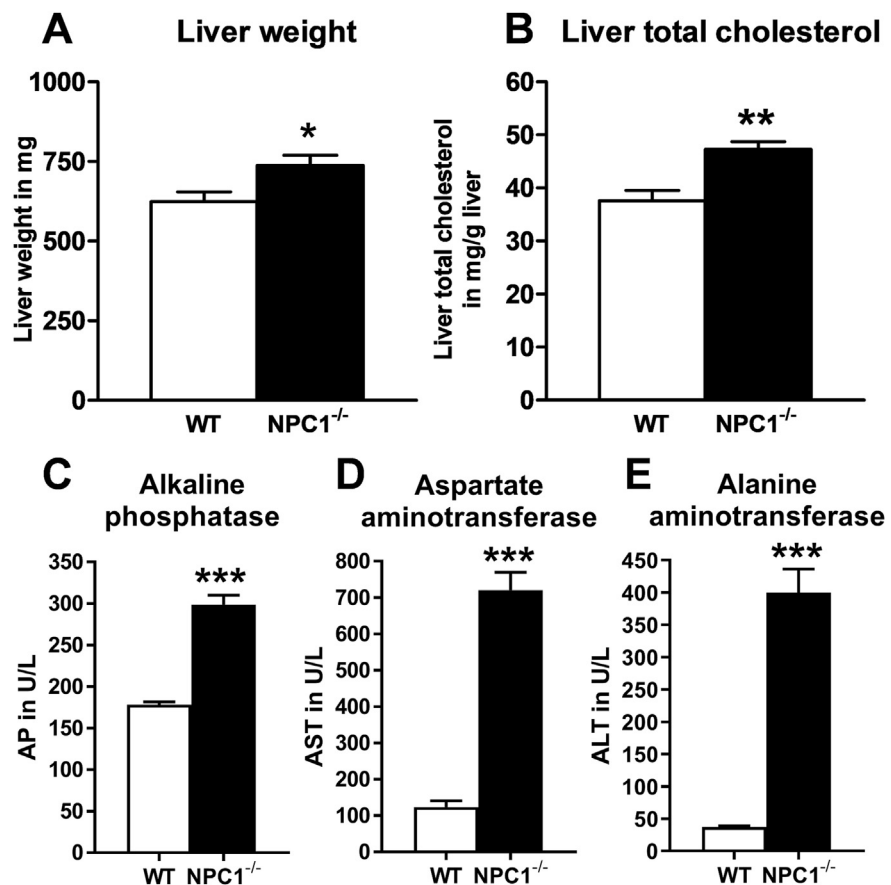 A Liver weight
Liver weight in mg
1000
750
500
250
0
*
WT NPC1-/-
B Liver total cholesterol
Liver total cholesterol
in mg/g liver
60
50
40
30
20
10
0
**
WT NPC1-/-
C Alkaline
phosphatase
AP in U/L
350
300
250
200
150
100
50
0
***
WT NPC1-/-
D Aspartate
aminotransferase
AST in U/L
800
700
600
500
400
300
200
100
0
***
WT NPC1-/-
E Alanine
aminotransferase
ALT in U/L
450
400
350
300
250
200
150
100
50
0
***
WT NPC1-/-